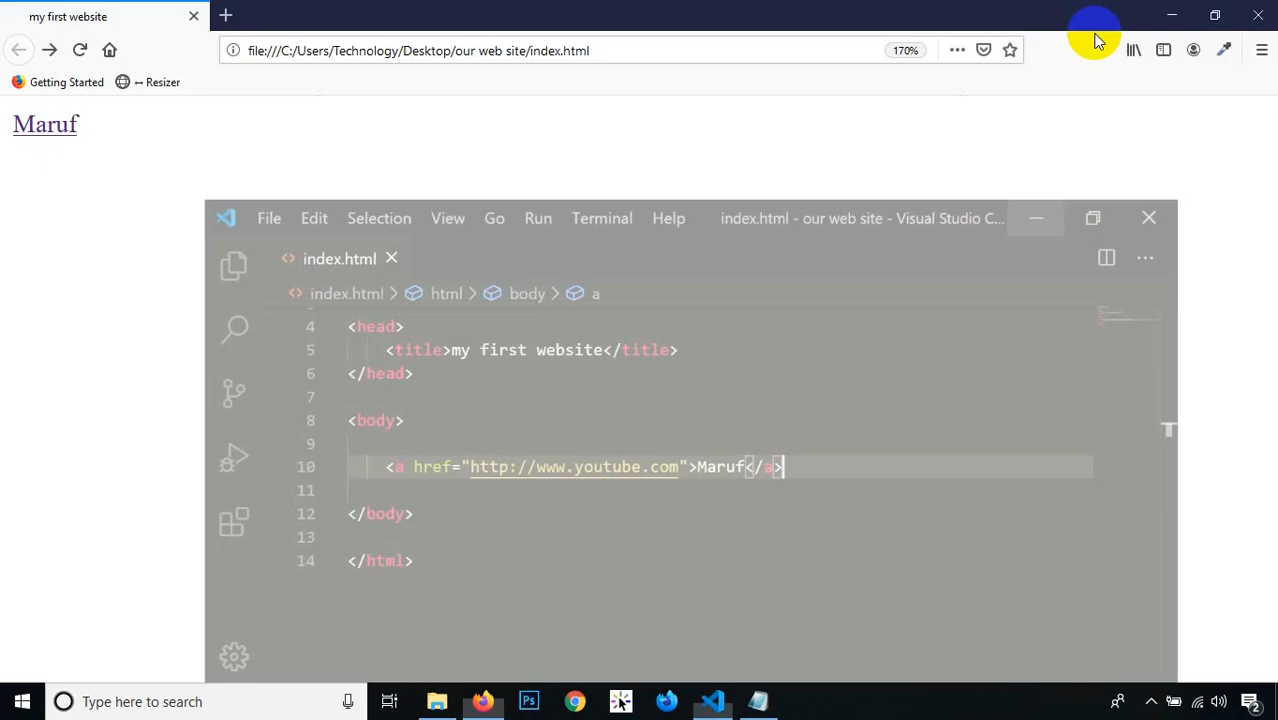 my first website
file:///C:/Users/Technology/Desktop/our web site/index.html
170%
Getting Started
Resizer
Maruf
File Edit Selection View Go Run Terminal Help index.html - our web site - Visual Studio C...
index.html
index.html > html > body > a
4 <head>
5 <title>my first website</title>
6 </head>
7
8 <body>
9
10 <a href="http://www.youtube.com">Maruf</a>
11
12 </body>
13
14 </html>
Type here to search
Ps
2